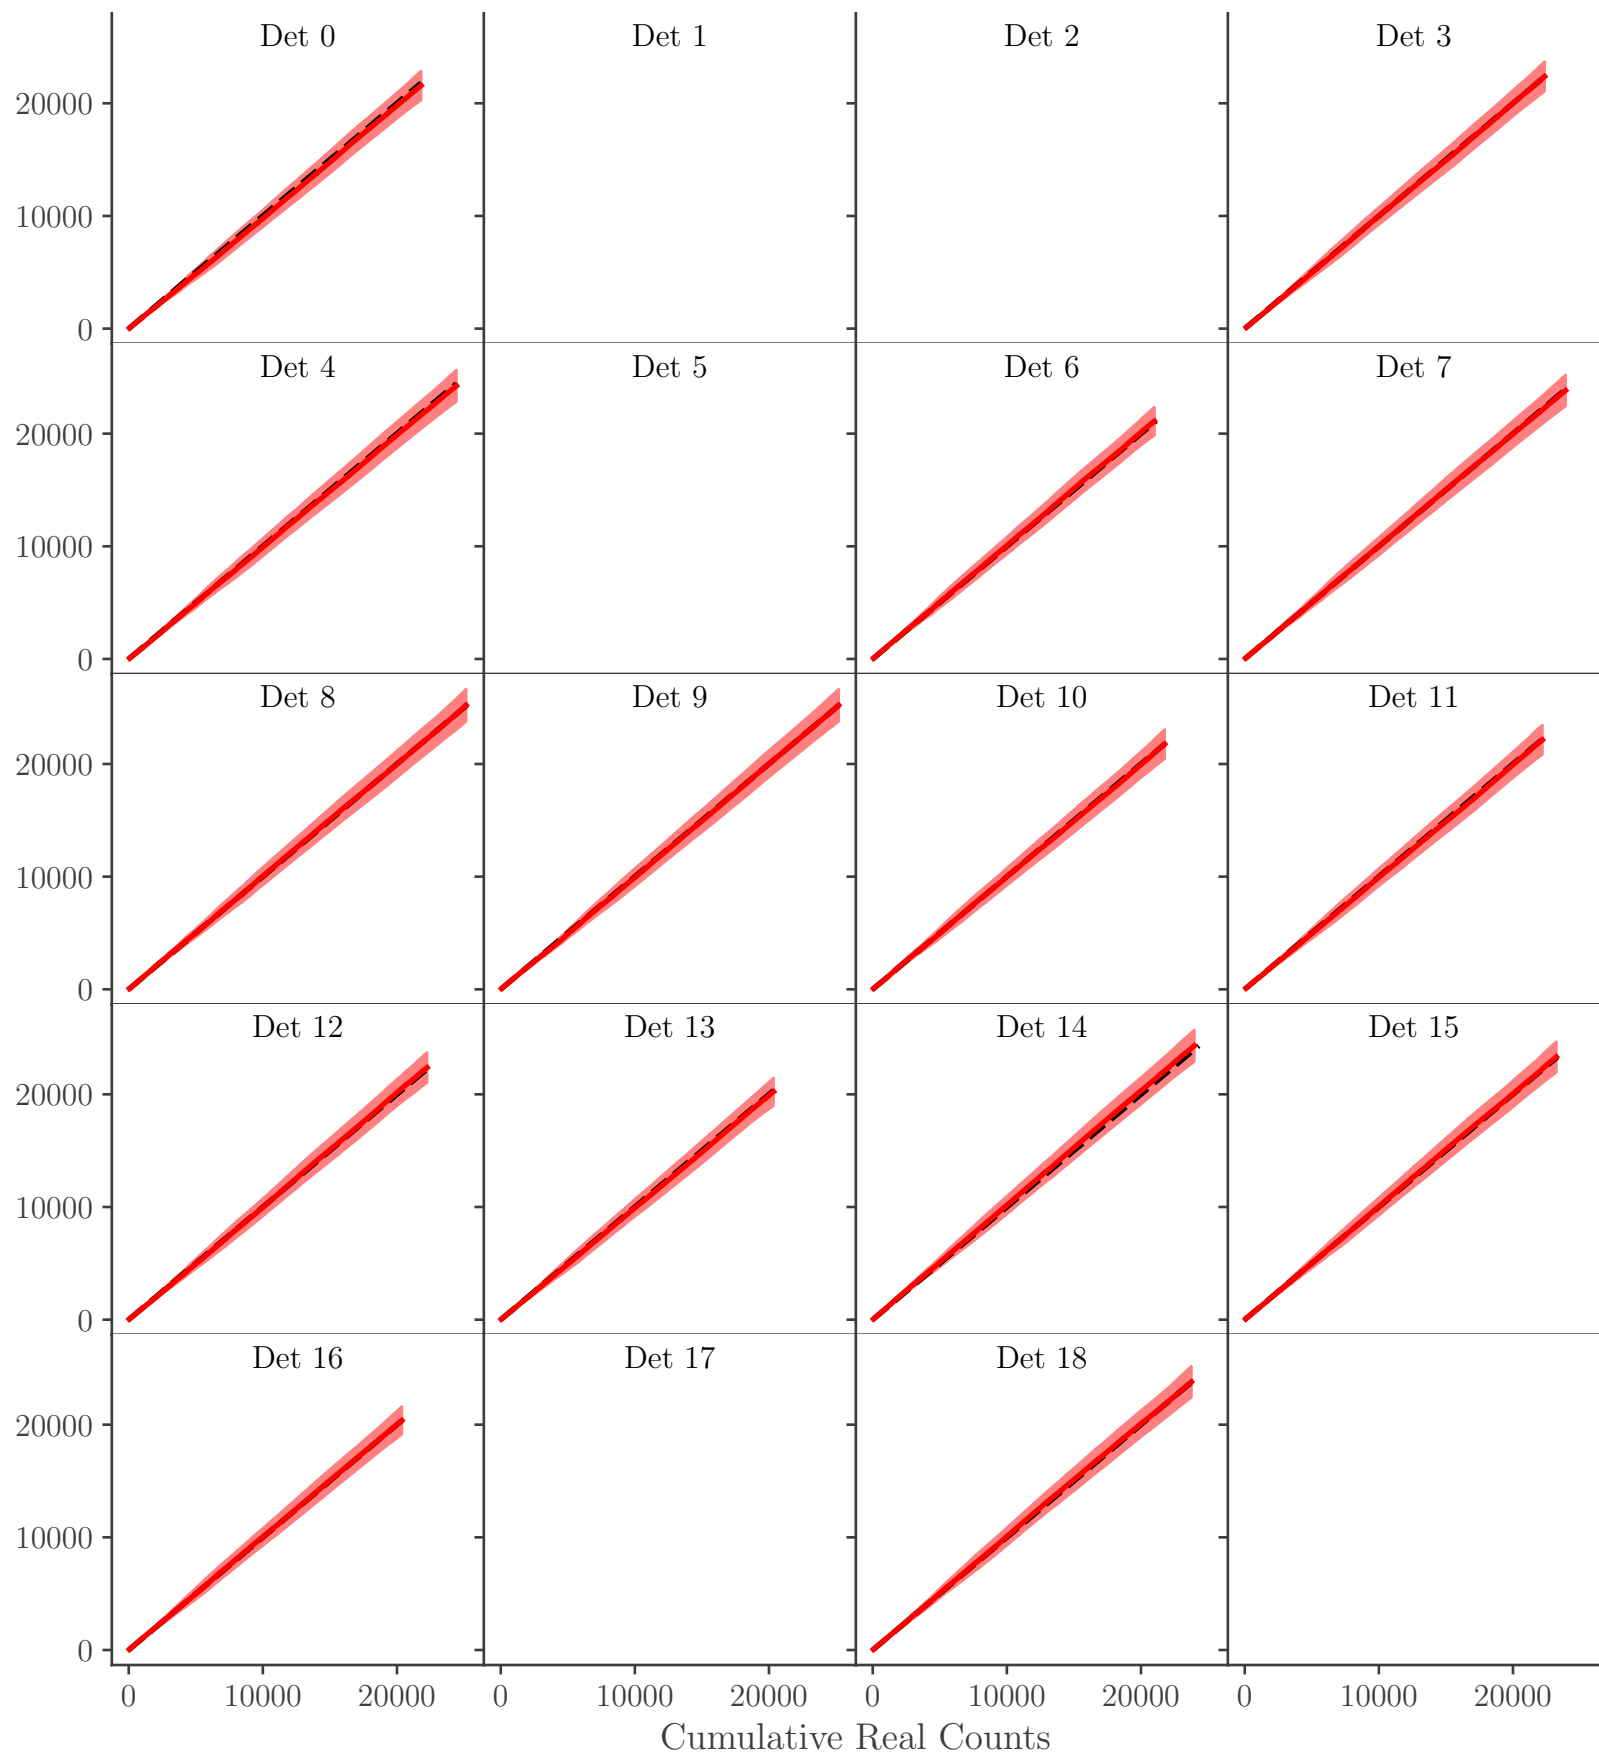 Det 0 Det 1 Det 2 Det 3
20000
10000
0
Det 4 Det 5 Det 6 Det 7
20000
10000
0
Det 8 Det 9 Det 10 Det 11
20000
10000
0
Det 12 Det 13 Det 14 Det 15
20000
10000
0
Det 16 Det 17 Det 18
20000
10000
0
0 10000 20000 0 10000 20000 0 10000 20000 0 10000 20000
Cumulative Real Counts